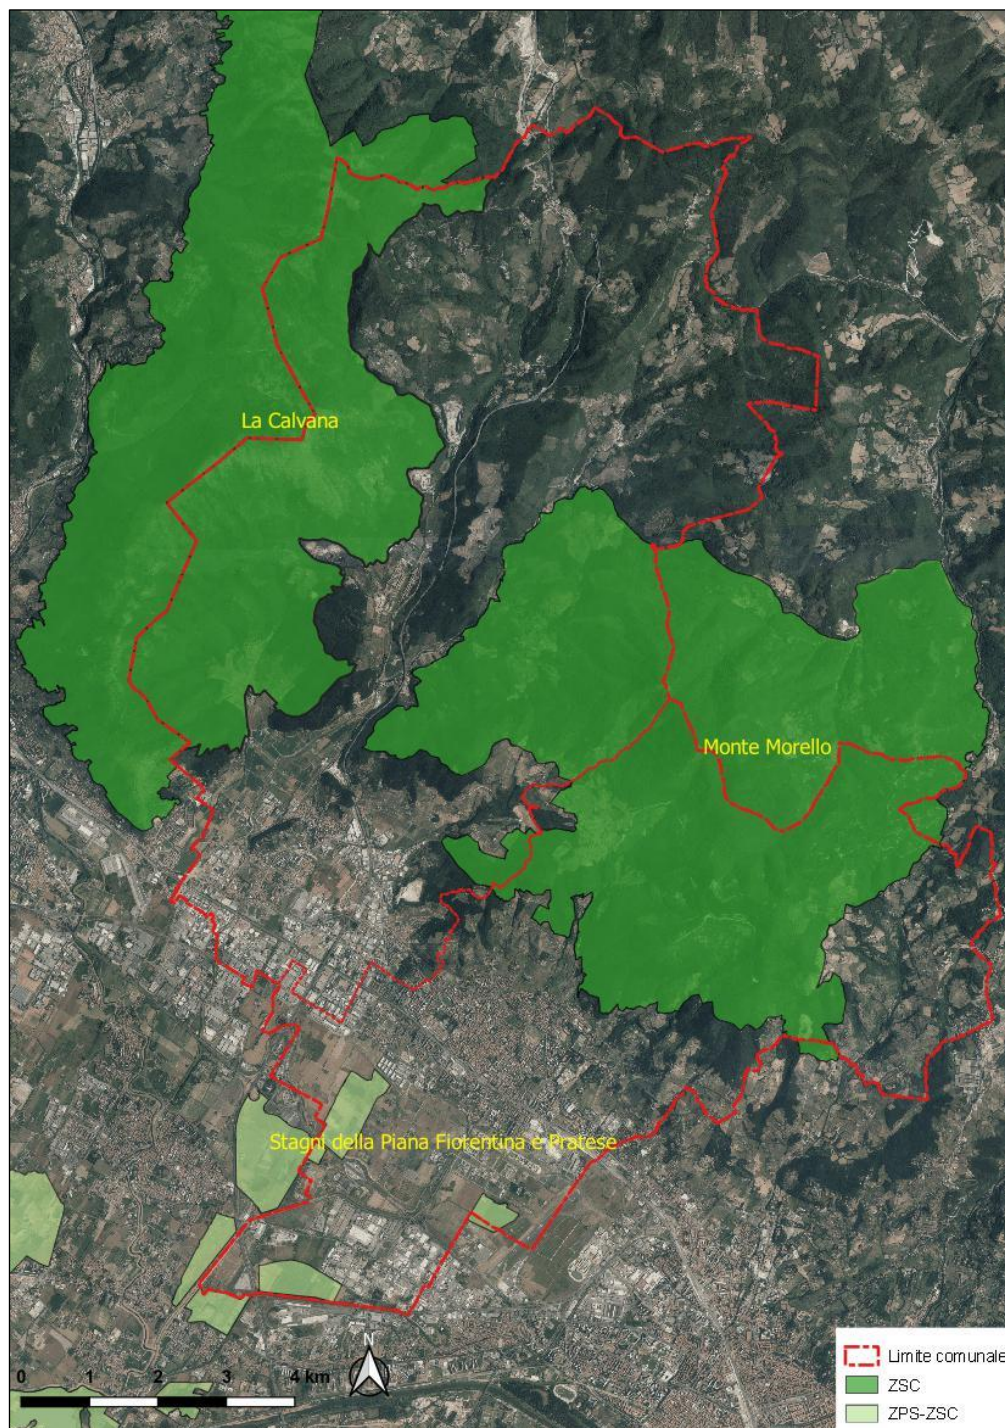 La Calvana
Monte Morello
Stagni della Piana Fiorentina e Pratese
N
0 1 2 3 4 km
Limite comunale
ZSC
ZPS-ZSC